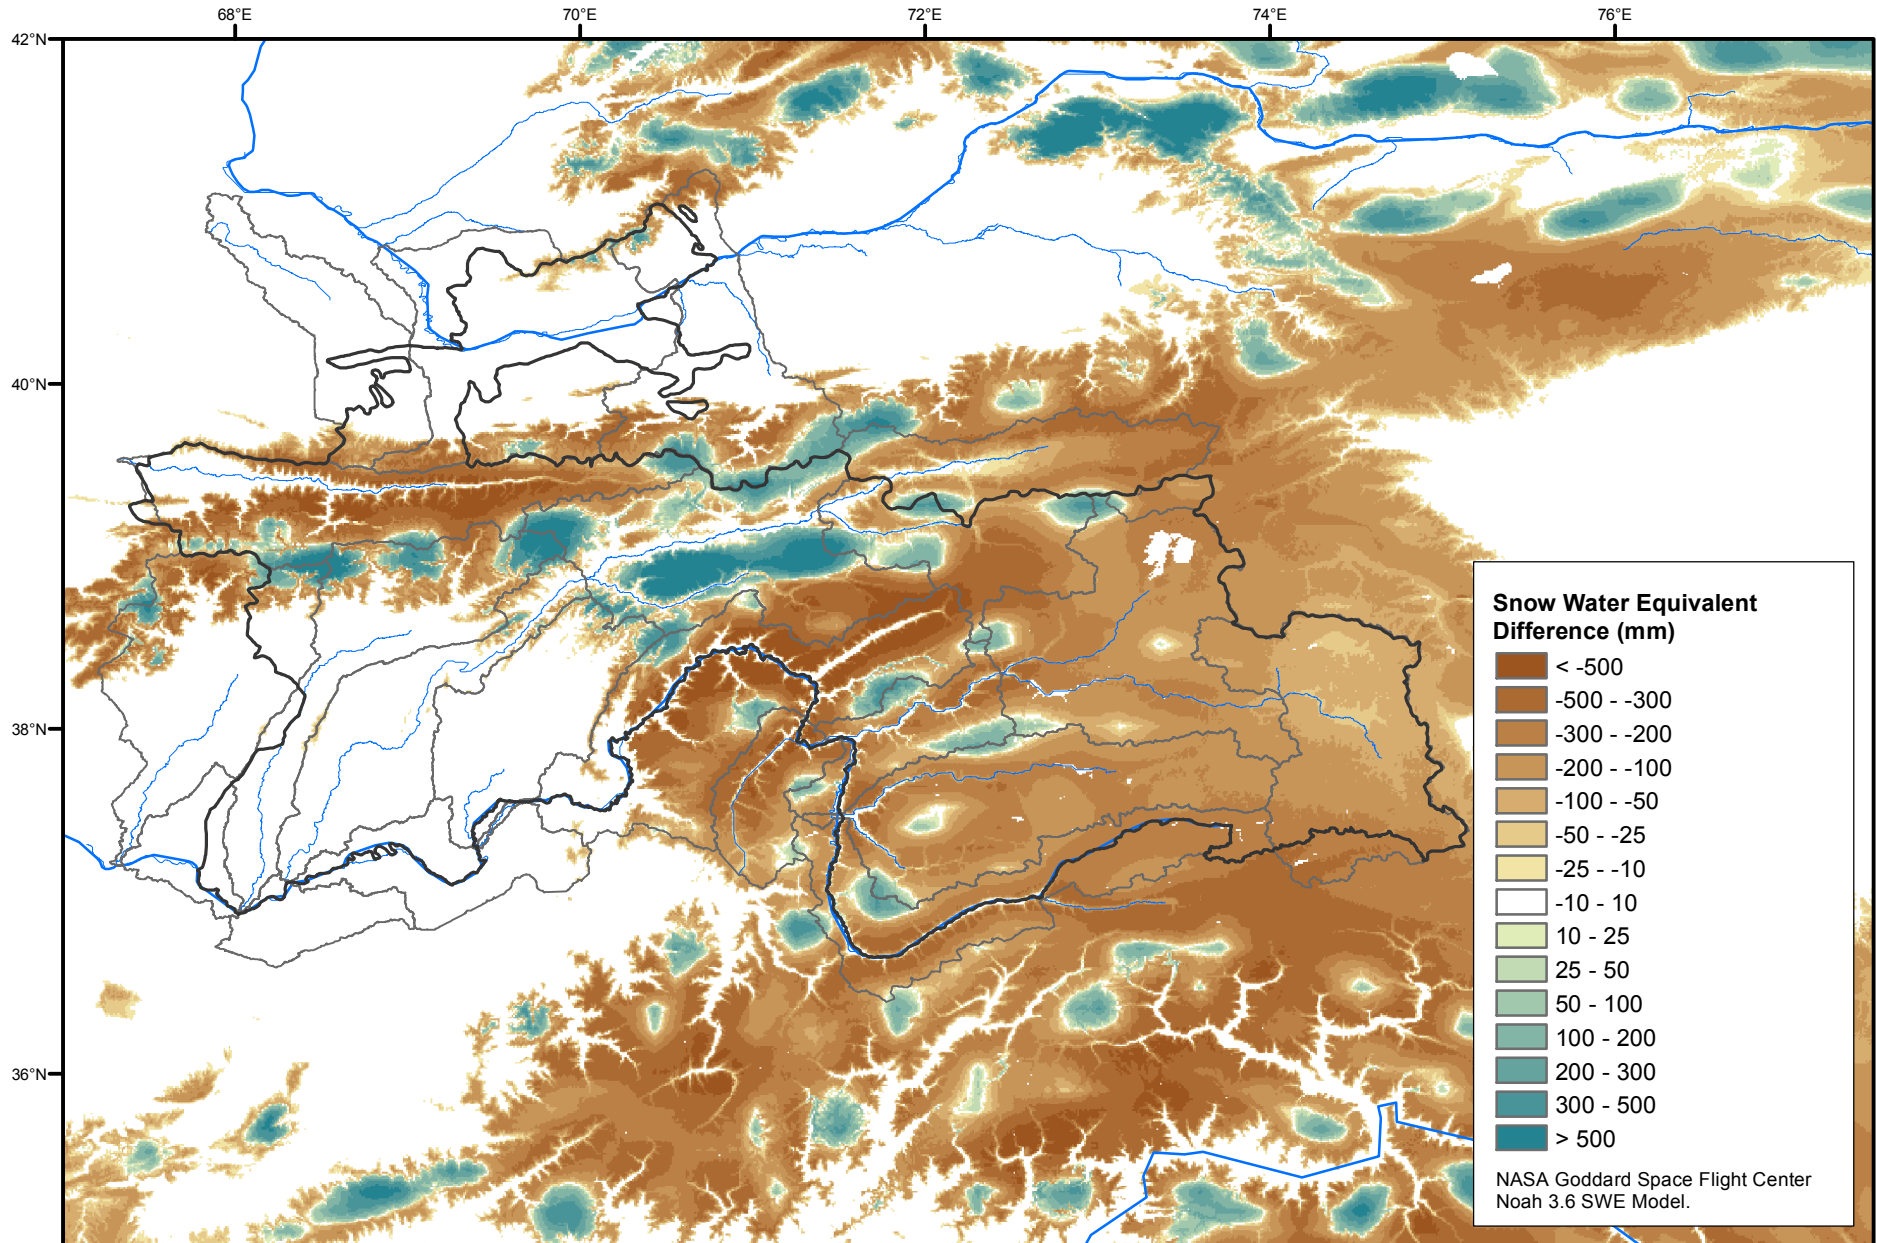 68°E 70°E 72°E 74°E 76°E
42°N
40°N
38°N
36°N
Snow Water Equivalent
Difference (mm)
< -500
-500 - -300
-300 - -200
-200 - -100
-100 - -50
-50 - -25
-25 - -10
-10 - 10
10 - 25
25 - 50
50 - 100
100 - 200
200 - 300
300 - 500
> 500
NASA Goddard Space Flight Center
Noah 3.6 SWE Model.